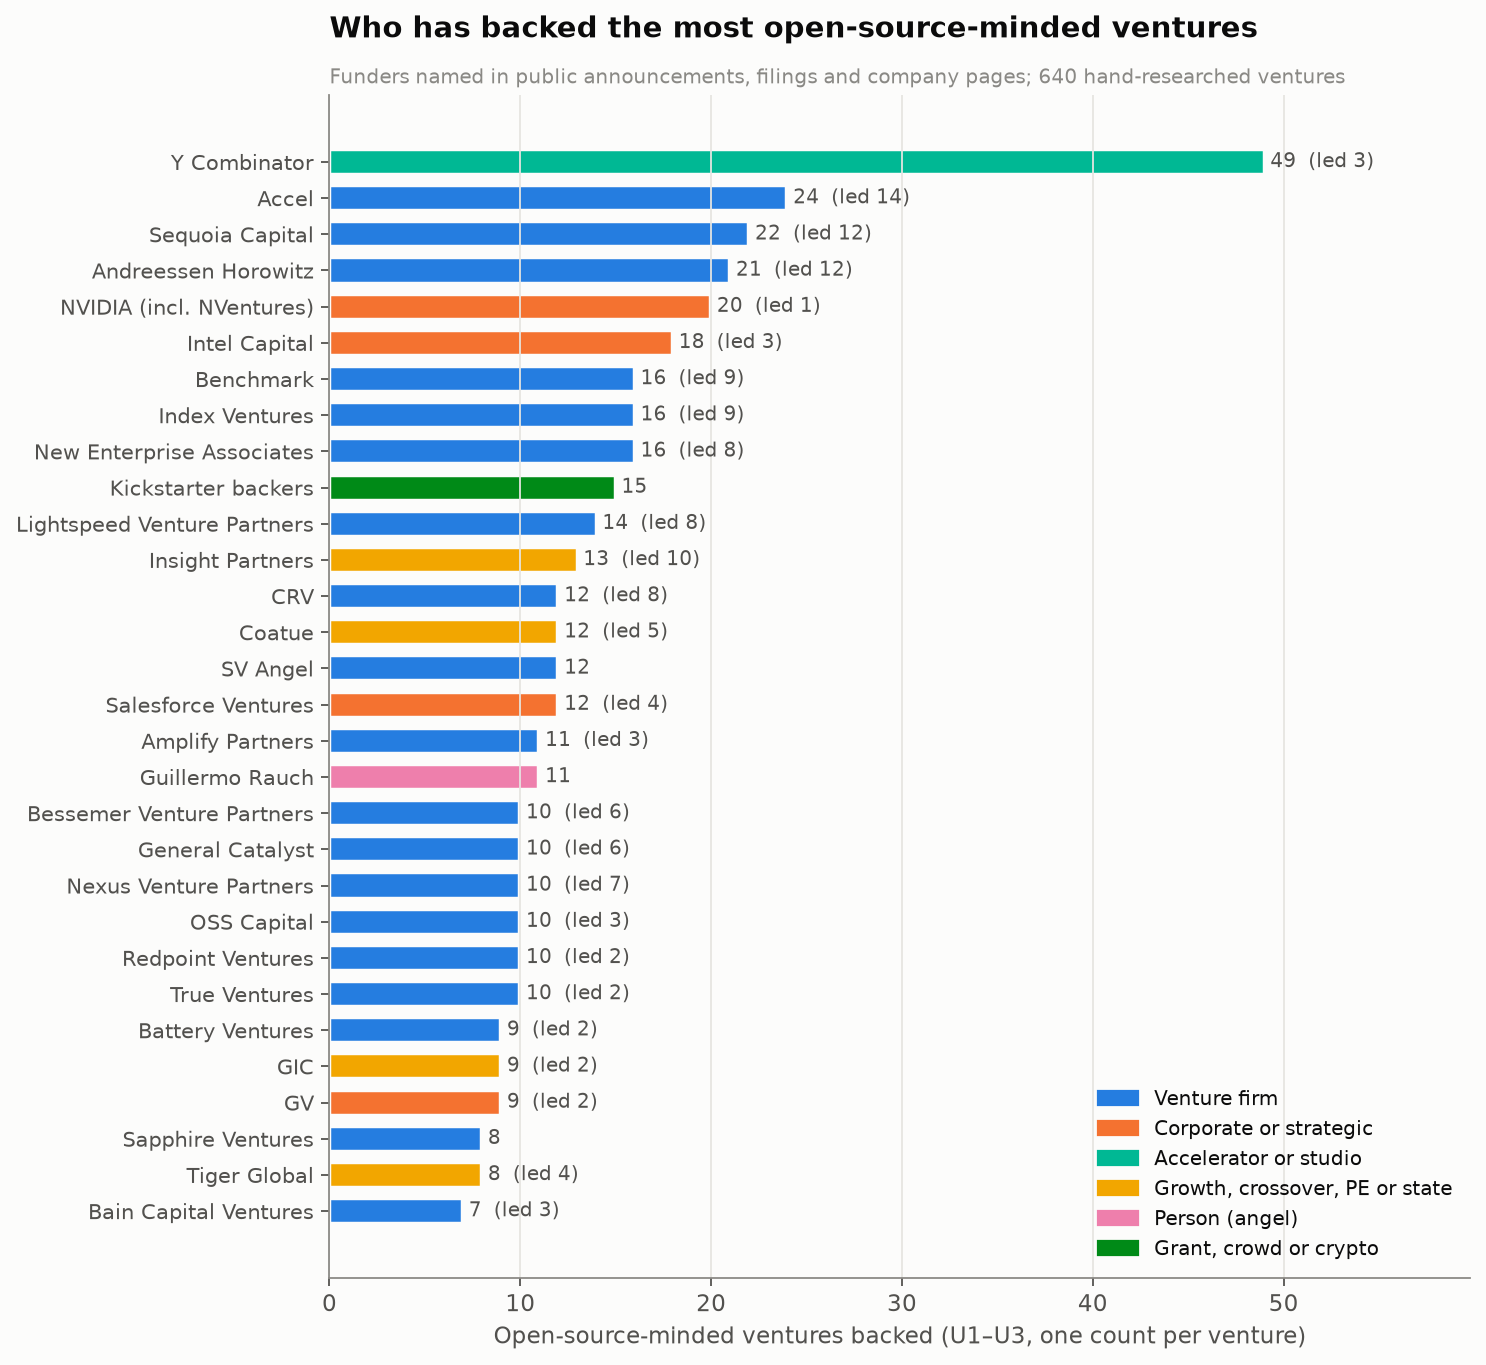 Who has backed the most open-source-minded ventures
Funders named in public announcements, filings and company pages; 640 hand-researched ventures
Y Combinator 49 (led 3)
Accel 24 (led 14)
Sequoia Capital 22 (led 12)
Andreessen Horowitz 21 (led 12)
NVIDIA (incl. NVentures) 20 (led 1)
Intel Capital 18 (led 3)
Benchmark 16 (led 9)
Index Ventures 16 (led 9)
New Enterprise Associates 16 (led 8)
Kickstarter backers 15
Lightspeed Venture Partners 14 (led 8)
Insight Partners 13 (led 10)
CRV 12 (led 8)
Coatue 12 (led 5)
SV Angel 12
Salesforce Ventures 12 (led 4)
Amplify Partners 11 (led 3)
Guillermo Rauch 11
Bessemer Venture Partners 10 (led 6)
General Catalyst 10 (led 6)
Nexus Venture Partners 10 (led 7)
OSS Capital 10 (led 3)
Redpoint Ventures 10 (led 2)
True Ventures 10 (led 2)
Battery Ventures 9 (led 2)
GIC 9 (led 2)
GV 9 (led 2)
Sapphire Ventures 8
Tiger Global 8 (led 4)
Bain Capital Ventures 7 (led 3)
Venture firm
Corporate or strategic
Accelerator or studio
Growth, crossover, PE or state
Person (angel)
Grant, crowd or crypto
0 10 20 30 40 50
Open-source-minded ventures backed (U1–U3, one count per venture)